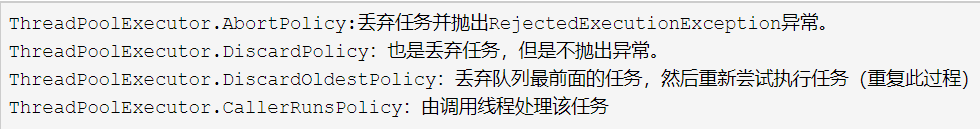 ThreadPoolExecutor.AbortPolicy:丢弃任务并抛出RejectedExecutionException异常。
ThreadPoolExecutor.DiscardPolicy：也是丢弃任务，但是不抛出异常。
ThreadPoolExecutor.DiscardOldestPolicy：丢弃队列最前面的任务，然后重新尝试执行任务（重复此过程）
ThreadPoolExecutor.CallerRunsPolicy：由调用线程处理该任务